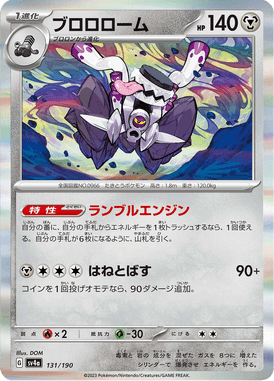 1進化 ブロロローム HP 140
ブロロンから進化
全国図鑑NO.0966 たきとうポケモン 高さ:1.8m 重さ:120.0kg
特性 ランブルエンジン
自分の番に、自分の手札からエネルギーを1枚トラッシュするなら、1回使える。
自分の手札が6枚になるように、山札を引く。
はねとばす 90+
コインを1回投げオモテなら、90ダメージ追加。
弱点 ×2 抵抗力 -30 にげる
Illus. DOM
G sv4a 131/190
©2023 Pokémon/Nintendo/Creatures/GAME FREAK.